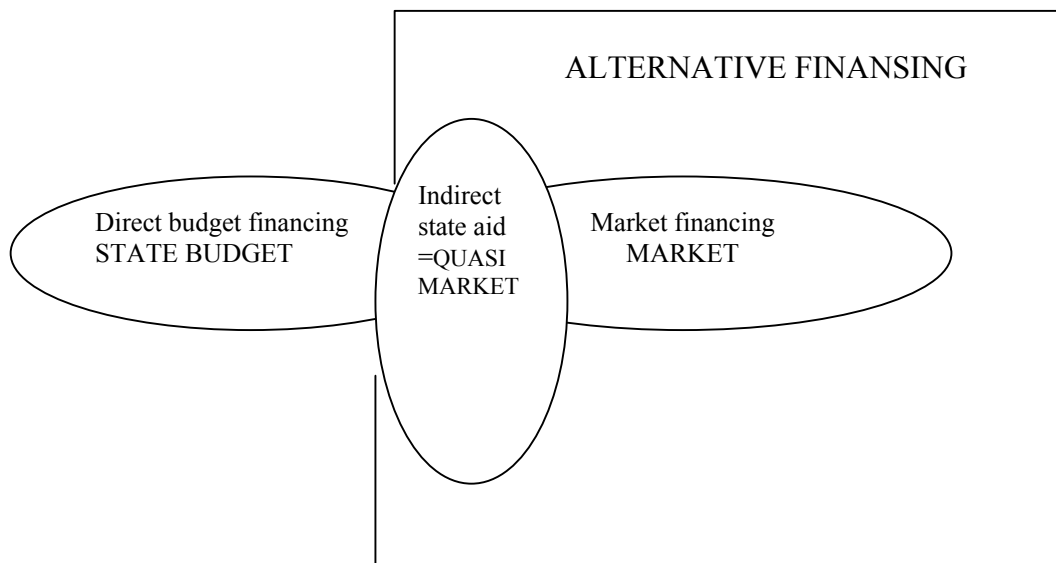 ALTERNATIVE FINANSING
Direct budget financing
STATE BUDGET
Indirect
state aid
=QUASI
MARKET
Market financing
MARKET